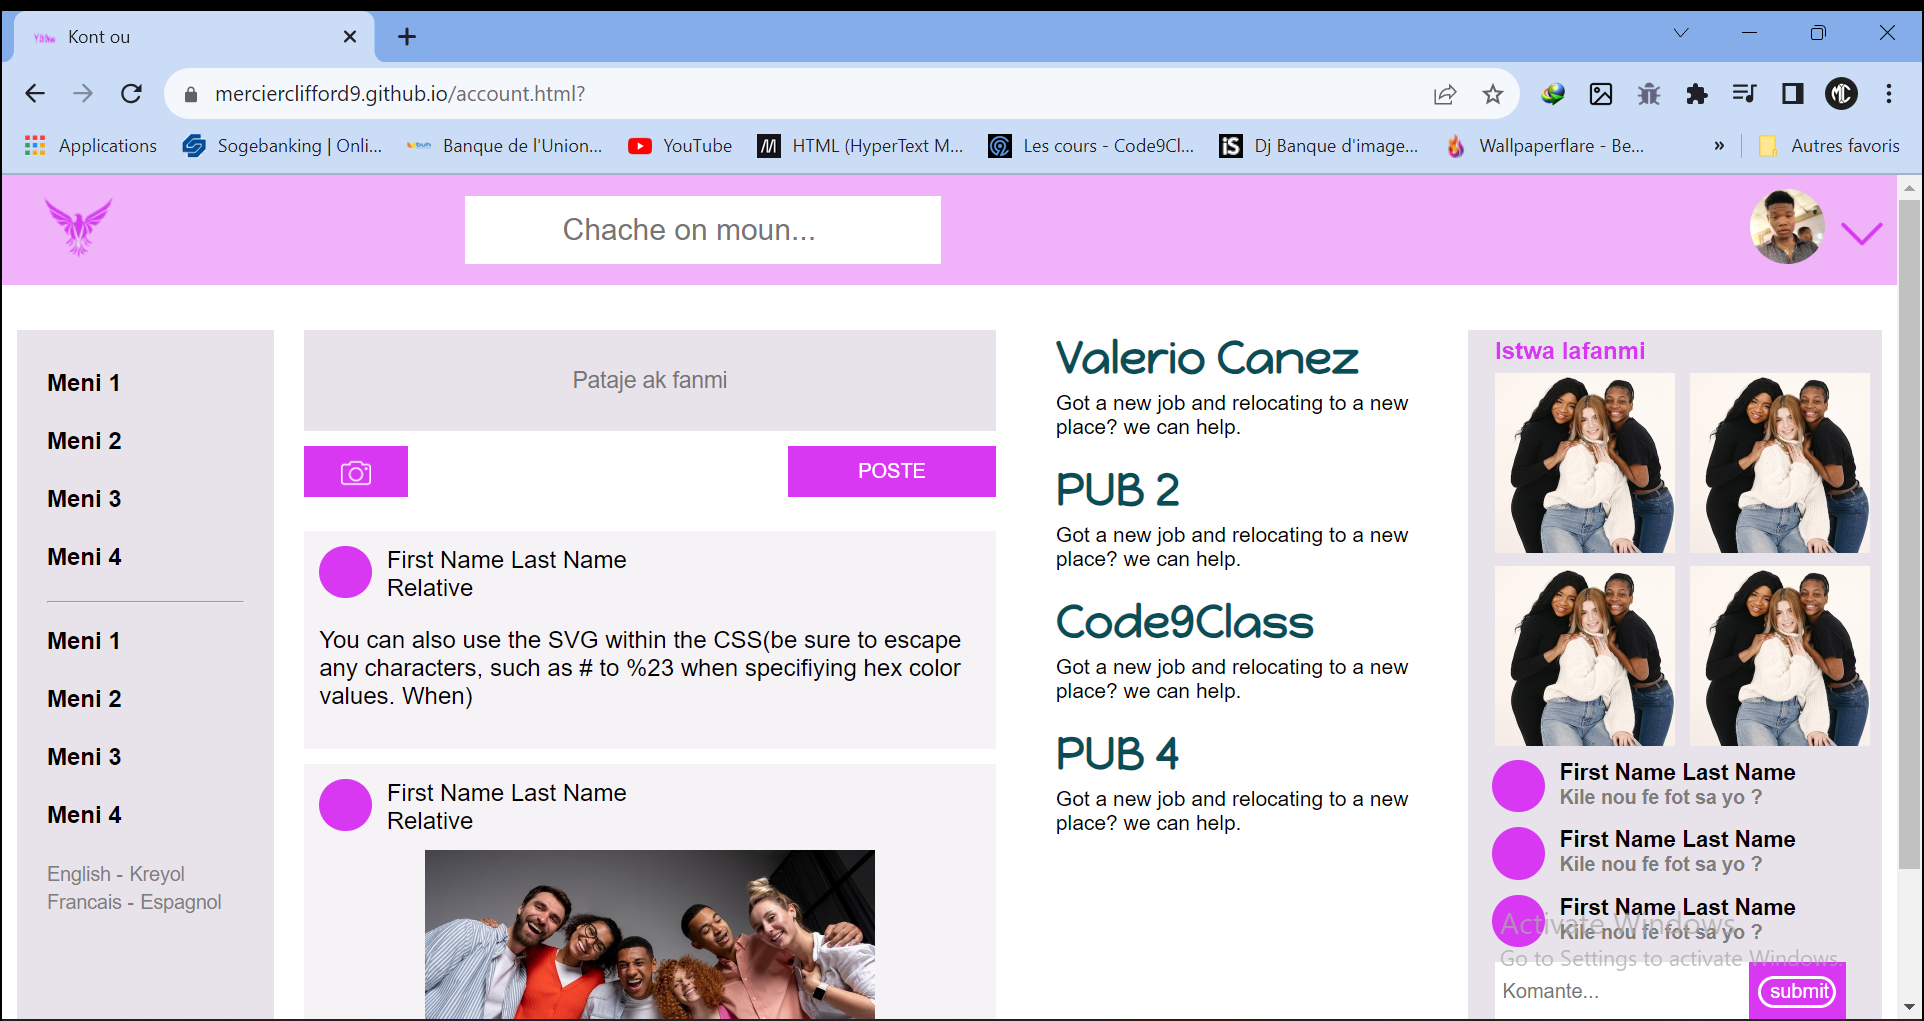 Kont ou
mercierclifford9.github.io/account.html?
Applications
Sogebanking | Onli...
Banque de l'Union...
YouTube
HTML (HyperText M...
Les cours - Code9Cl...
Dj Banque d'image...
Wallpaperflare - Be...
»
Autres favoris
Chache on moun...
Meni 1
Meni 2
Meni 3
Meni 4
Meni 1
Meni 2
Meni 3
Meni 4
English - Kreyol
Francais - Espagnol
Pataje ak fanmi
POSTE
First Name Last Name
Relative
You can also use the SVG within the CSS(be sure to escape
any characters, such as # to %23 when specifiying hex color
values. When)
First Name Last Name
Relative
Valerio Canez
Got a new job and relocating to a new
place? we can help.
PUB 2
Got a new job and relocating to a new
place? we can help.
Code9Class
Got a new job and relocating to a new
place? we can help.
PUB 4
Got a new job and relocating to a new
place? we can help.
Istwa lafanmi
First Name Last Name
Kile nou fe fot sa yo ?
First Name Last Name
Kile nou fe fot sa yo ?
First Name Last Name
Kile nou fe fot sa yo ?
Activate Windows
Go to Settings to activate Windows.
Komante...
submit